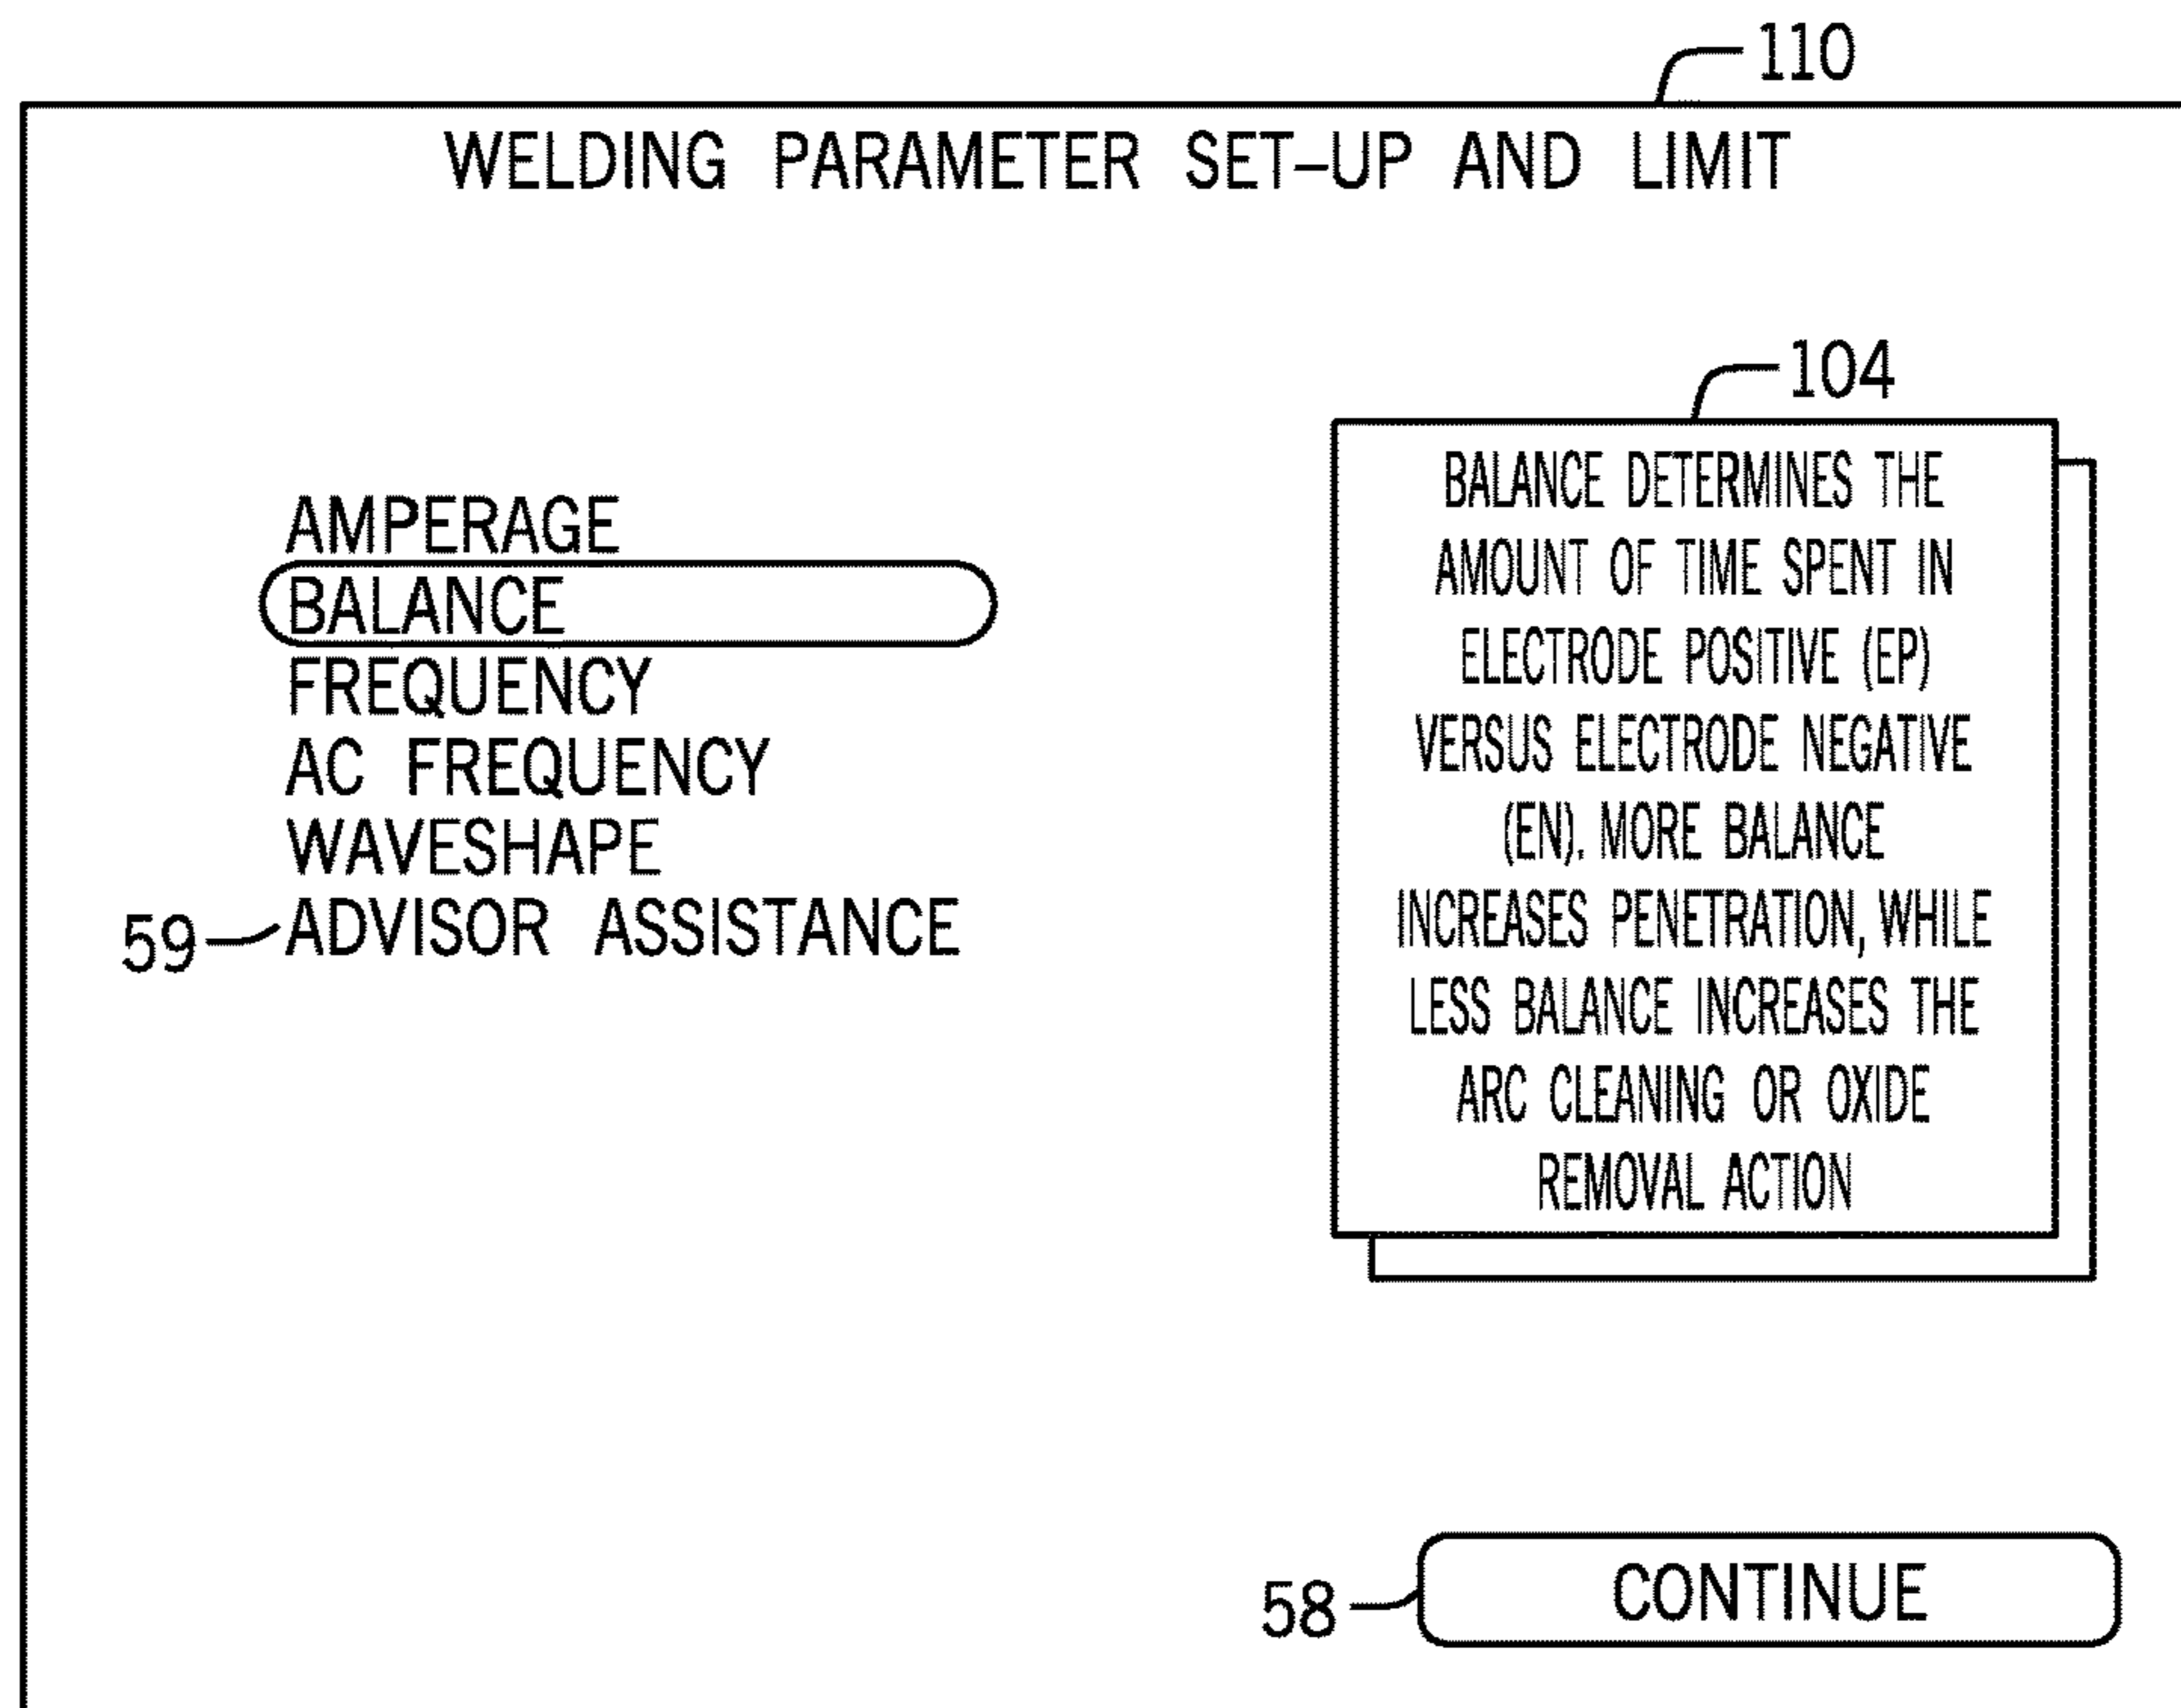 110
WELDING PARAMETER SET-UP AND LIMIT
AMPERAGE
BALANCE
FREQUENCY
AC FREQUENCY
WAVESHAPE
59 ADVISOR ASSISTANCE
104
BALANCE DETERMINES THE
AMOUNT OF TIME SPENT IN
ELECTRODE POSITIVE (EP)
VERSUS ELECTRODE NEGATIVE
(EN). MORE BALANCE
INCREASES PENETRATION, WHILE
LESS BALANCE INCREASES THE
ARC CLEANING OR OXIDE
REMOVAL ACTION
58 CONTINUE